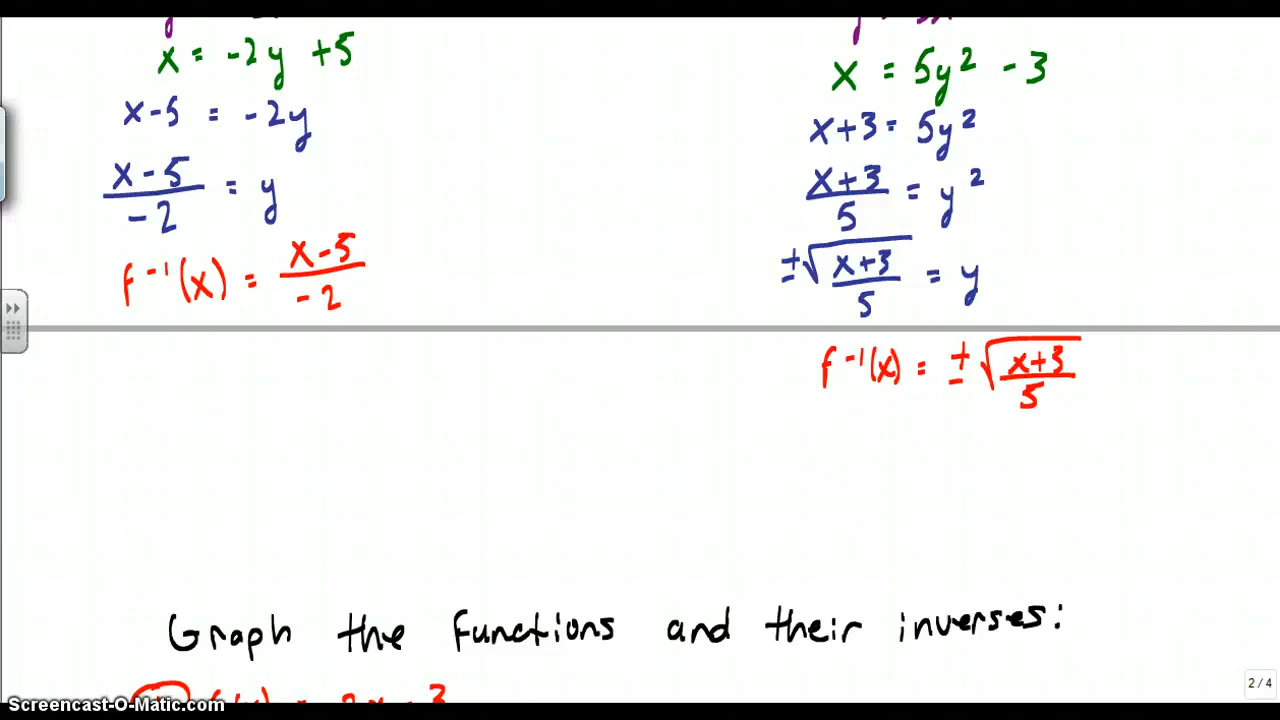 x = -2y + 5
x - 5 = -2y
x - 5 / -2 = y
f⁻¹(x) = x - 5 / -2
x = 5y² - 3
x + 3 = 5y²
x + 3 / 5 = y²
±√(x + 3 / 5) = y
f⁻¹(x) = ±√(x + 3 / 5)
Graph the functions and their inverses:
2/4
Screencast-O-Matic.com